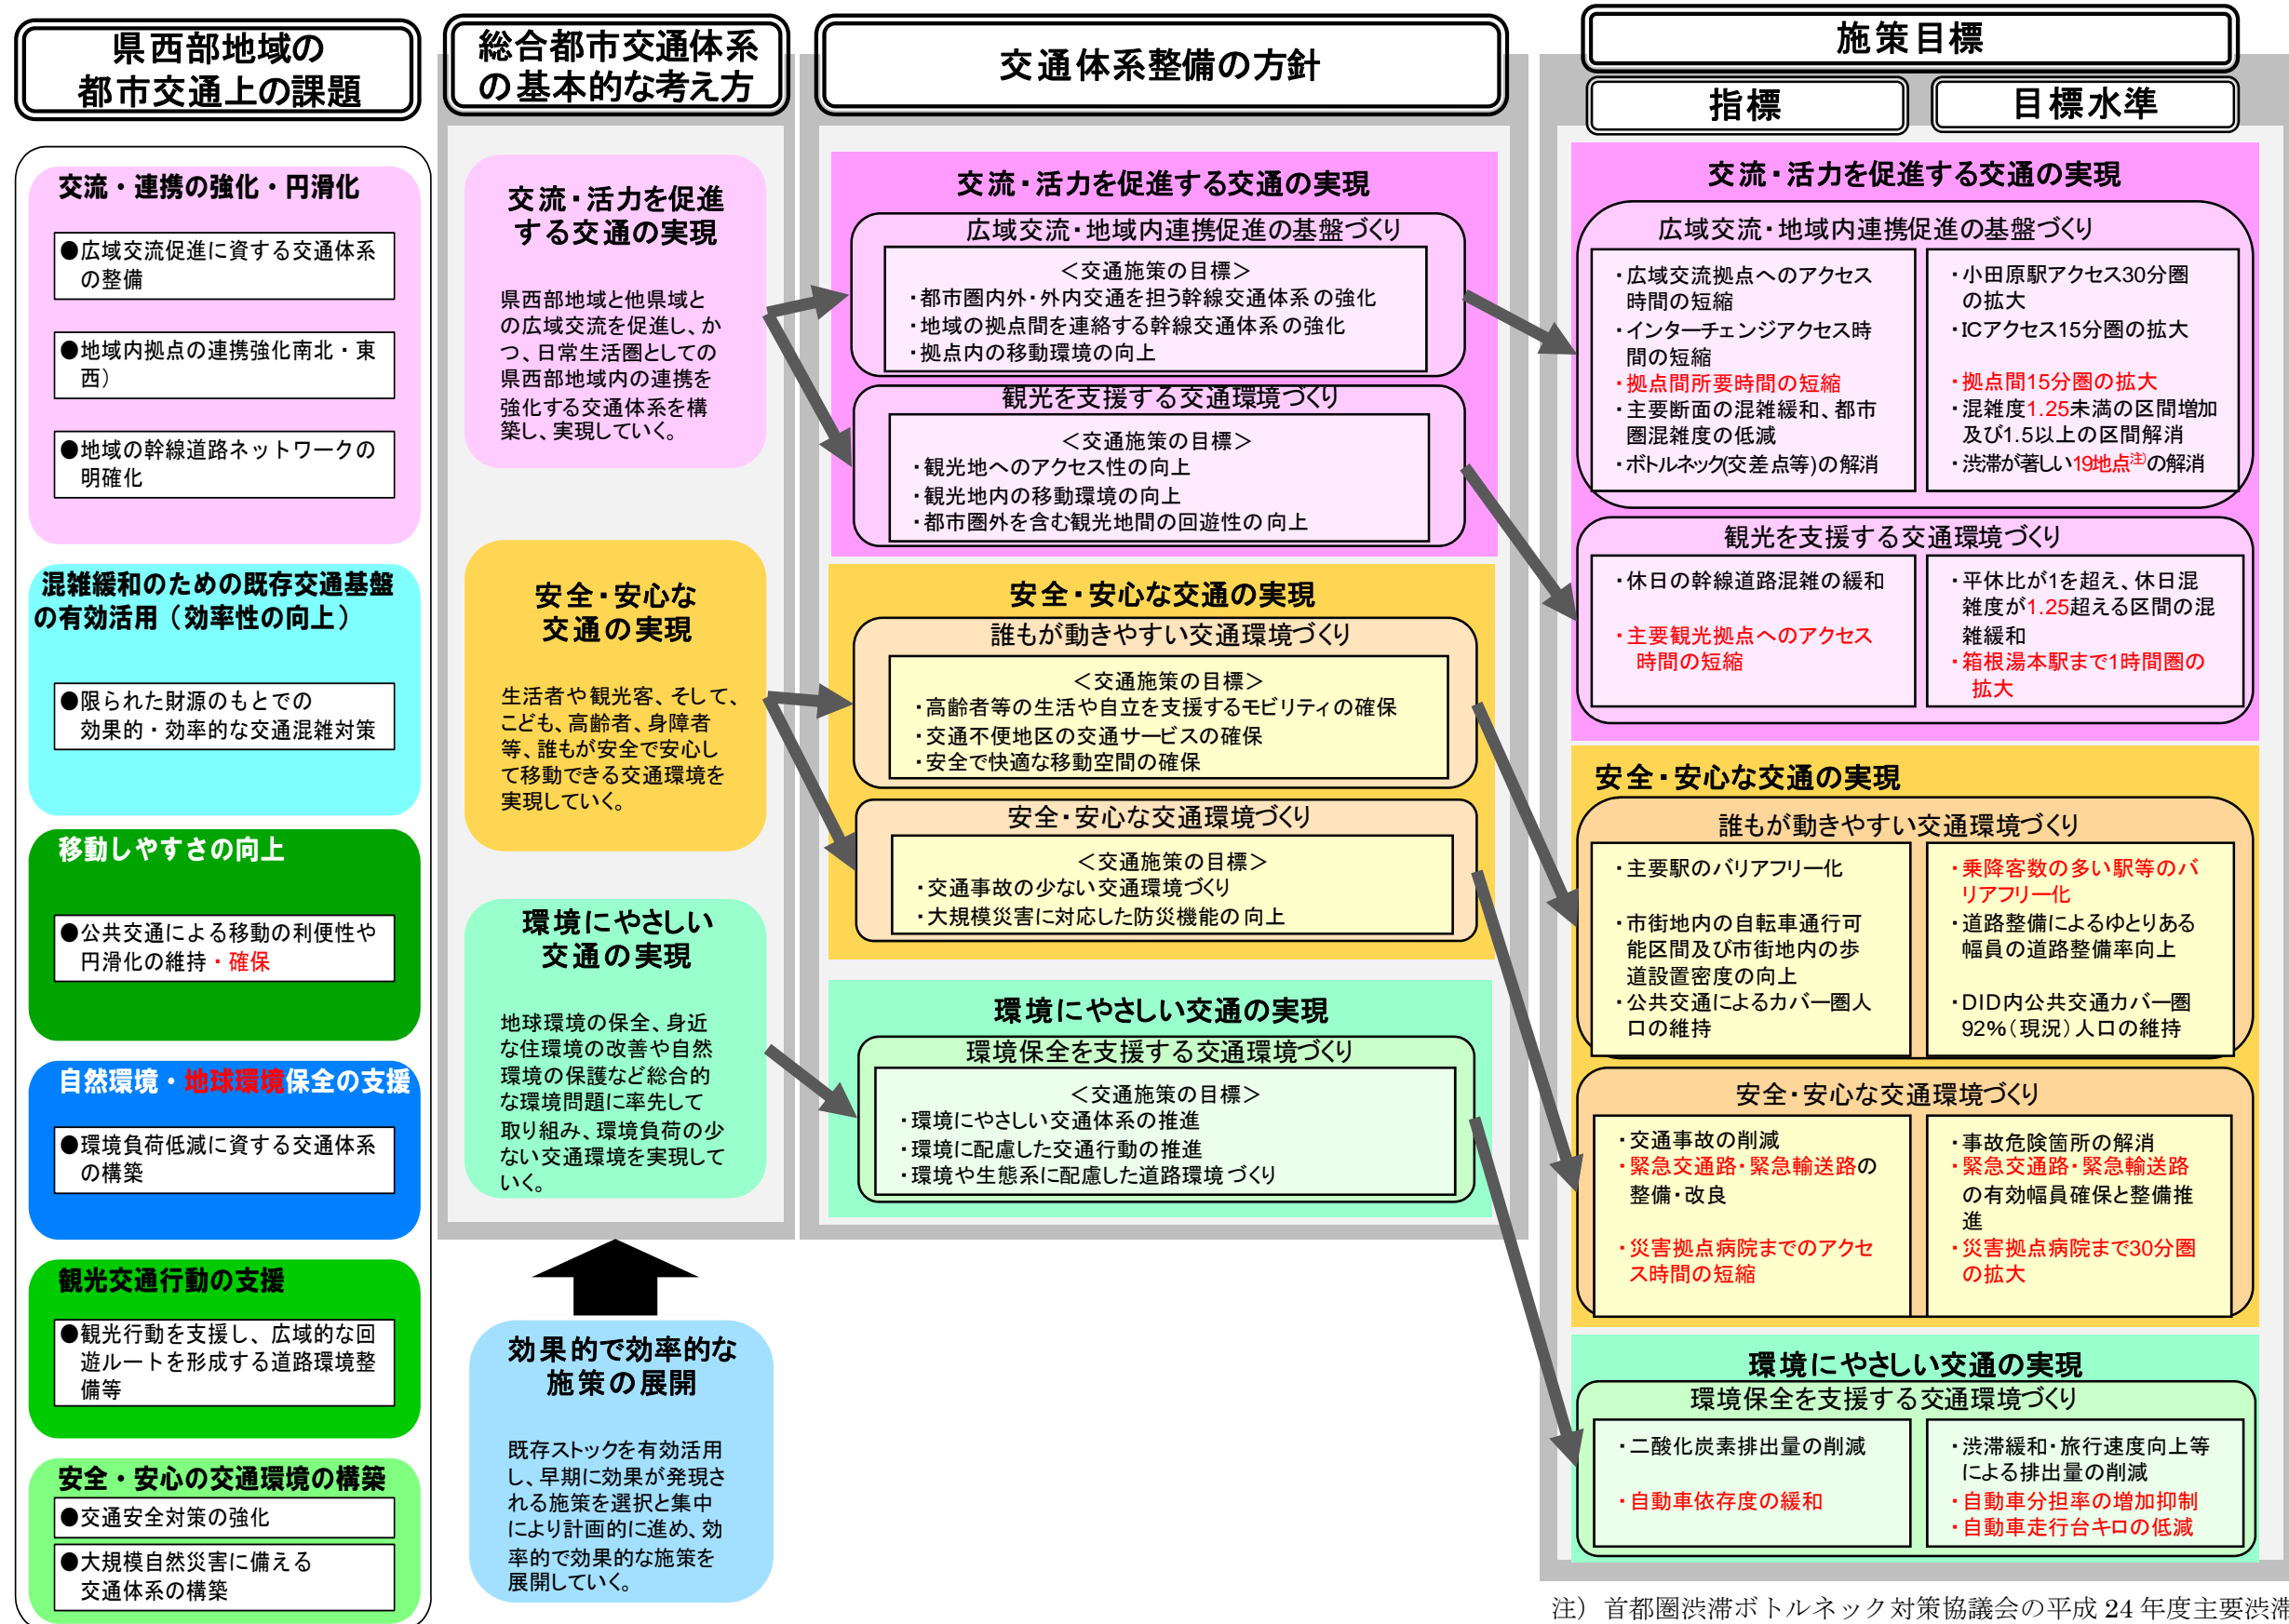 県西部地域の
都市交通上の課題
交流・連携の強化・円滑化
●広域交流促進に資する交通体系
の整備
●地域内拠点の連携強化南北・東
西）
●地域の幹線道路ネットワークの
明確化
混雑緩和のための既存交通基盤
の有効活用（効率性の向上）
●限られた財源のもとでの
効果的・効率的な交通混雑対策
移動しやすさの向上
●公共交通による移動の利便性や
円滑化の維持・確保
自然環境・地球環境保全の支援
●環境負荷低減に資する交通体系
の構築
観光交通行動の支援
●観光行動を支援し、広域的な回
遊ルートを形成する道路環境整
備等
安全・安心の交通環境の構築
●交通安全対策の強化
●大規模自然災害に備える
交通体系の構築
総合都市交通体系
の基本的な考え方
交流・活力を促進
する交通の実現
県西部地域と他県域と
の広域交流を促進し、か
つ、日常生活圏としての
県西部地域内の連携を
強化する交通体系を構
築し、実現していく。
安全・安心な
交通の実現
生活者や観光客、そして、
こども、高齢者、身障者
等、誰もが安全で安心し
て移動できる交通環境を
実現していく。
環境にやさしい
交通の実現
地球環境の保全、身近
な住環境の改善や自然
環境の保護など総合的
な環境問題に率先して
取り組み、環境負荷の少
ない交通環境を実現して
いく。
効果的で効率的な
施策の展開
既存ストックを有効活用
し、早期に効果が発現さ
れる施策を選択と集中
により計画的に進め、効
率的で効果的な施策を
展開していく。
交通体系整備の方針
交流・活力を促進する交通の実現
広域交流・地域内連携促進の基盤づくり
＜交通施策の目標＞
・都市圏内外・外内交通を担う幹線交通体系の強化
・地域の拠点間を連絡する幹線交通体系の強化
・拠点内の移動環境の向上
観光を支援する交通環境づくり
＜交通施策の目標＞
・観光地へのアクセス性の向上
・観光地内の移動環境の向上
・都市圏外を含む観光地間の回遊性の向上
安全・安心な交通の実現
誰もが動きやすい交通環境づくり
＜交通施策の目標＞
・高齢者等の生活や自立を支援するモビリティの確保
・交通不便地区の交通サービスの確保
・安全で快適な移動空間の確保
安全・安心な交通環境づくり
＜交通施策の目標＞
・交通事故の少ない交通環境づくり
・大規模災害に対応した防災機能の向上
環境にやさしい交通の実現
環境保全を支援する交通環境づくり
＜交通施策の目標＞
・環境にやさしい交通体系の推進
・環境に配慮した交通行動の推進
・環境や生態系に配慮した道路環境づくり
施策目標
指標
目標水準
交流・活力を促進する交通の実現
広域交流・地域内連携促進の基盤づくり
・広域交流拠点へのアクセス
時間の短縮
・インターチェンジアクセス時
間の短縮
・拠点間所要時間の短縮
・主要断面の混雑緩和、都市
圏混雑度の低減
・ボトルネック(交差点等)の解消
・小田原駅アクセス30分圏
の拡大
・ICアクセス15分圏の拡大
・拠点間15分圏の拡大
・混雑度1.25未満の区間増加
及び1.5以上の区間解消
・渋滞が著しい19地点注)の解消
観光を支援する交通環境づくり
・休日の幹線道路混雑の緩和
・主要観光拠点へのアクセス
時間の短縮
・平休比が1を超え、休日混
雑度が1.25超える区間の混
雑緩和
・箱根湯本駅まで1時間圏の
拡大
安全・安心な交通の実現
誰もが動きやすい交通環境づくり
・主要駅のバリアフリー化
・市街地内の自転車通行可
能区間及び市街地内の歩
道設置密度の向上
・公共交通によるカバー圏人
口の維持
・乗降客数の多い駅等のバ
リアフリー化
・道路整備によるゆとりある
幅員の道路整備率向上
・DID内公共交通カバー圏
92%（現況）人口の維持
安全・安心な交通環境づくり
・交通事故の削減
・緊急交通路・緊急輸送路の
整備・改良
・災害拠点病院までのアクセ
ス時間の短縮
・事故危険箇所の解消
・緊急交通路・緊急輸送路
の有効幅員確保と整備推
進
・災害拠点病院まで30分圏
の拡大
環境にやさしい交通の実現
環境保全を支援する交通環境づくり
・二酸化炭素排出量の削減
・自動車依存度の緩和
・渋滞緩和・旅行速度向上等
による排出量の削減
・自動車分担率の増加抑制
・自動車走行台キロの低減
注）首都圏渋滞ボトルネック対策協議会の平成 24 年度主要渋滞